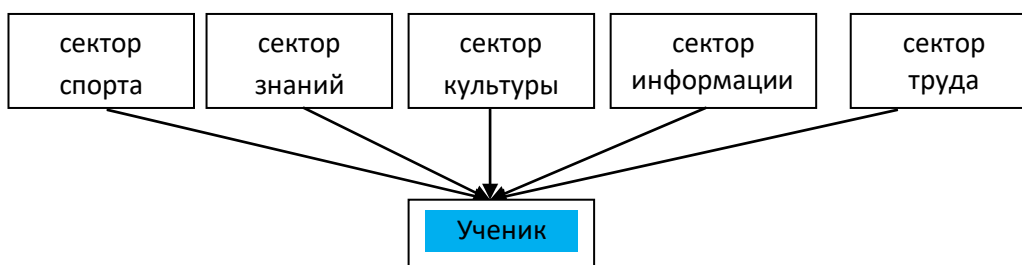 сектор
спорта
сектор
знаний
сектор
культуры
сектор
информации
сектор
труда
Ученик